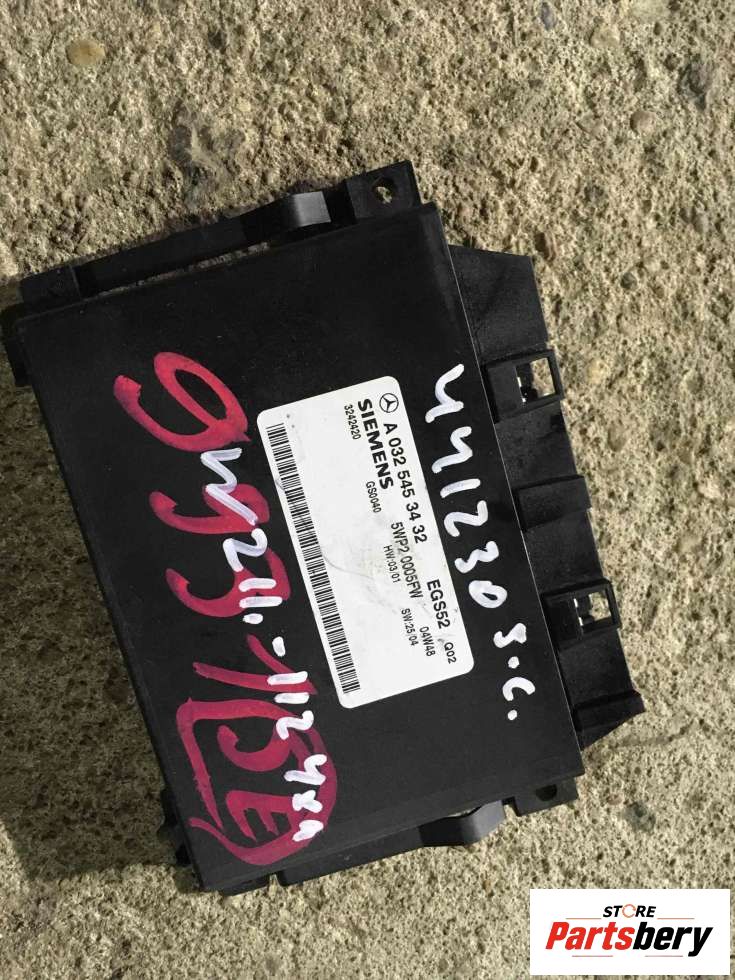 441230 S.C.
A 032 545 34 32 EGS52 Q02
SIEMENS 5WP2 0005FW 04W48
3242420 GS0040 HW:03/01 SW:25/04
W211.
STORE
Partsbery